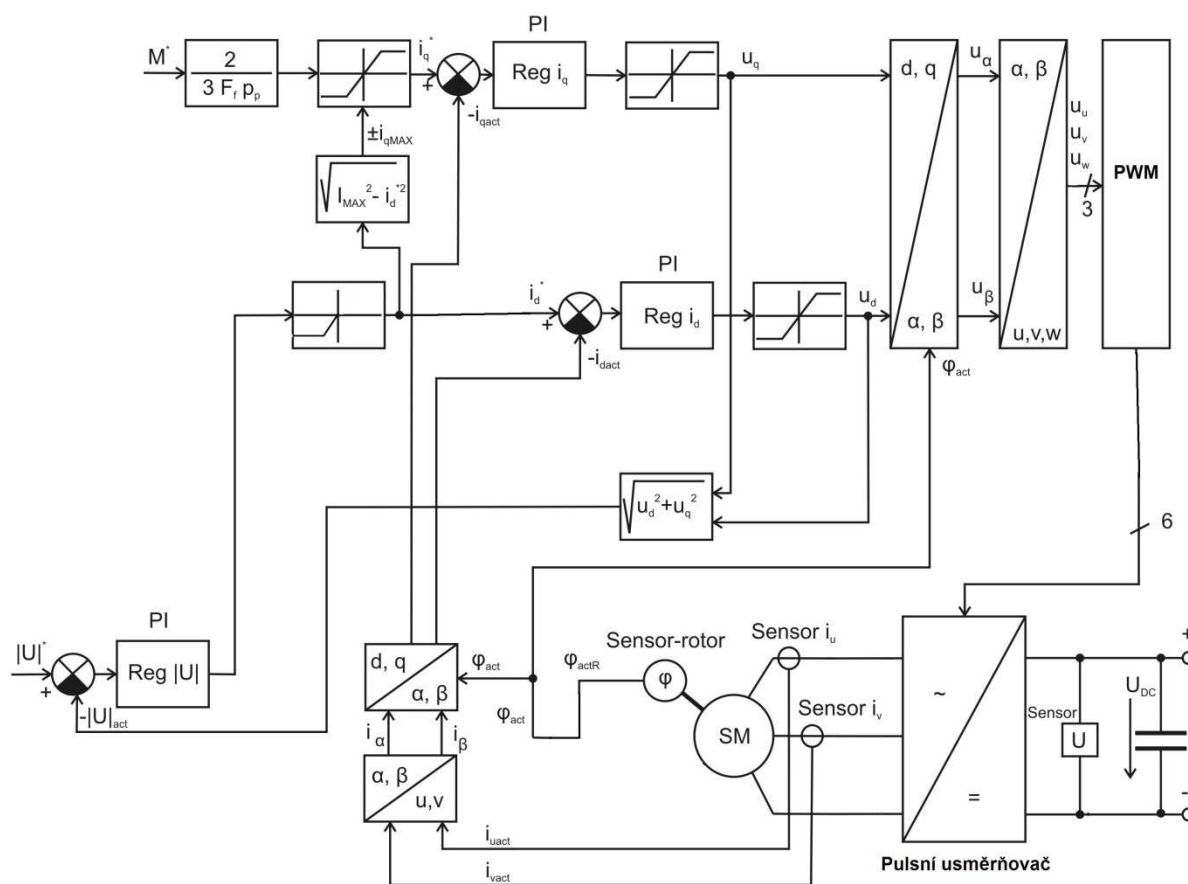 PI
M*
2
3 Ff pp
iq*
+
-iqact
Reg iq
uq
d, q
α, β
uα
uβ
α, β
u,v,w
uu
uv
uw
3
PWM
±iqMAX
√IMAX² - id*²
id*
+
-idact
PI
Reg id
ud
φact
√ud²+uq²
6
|U|*
+
-|U|act
PI
Reg |U|
d, q
α, β
iα
iβ
α, β
u,v
φact
φact
φactR
Sensor-rotor
φ
SM
Sensor iu
Sensor iv
iuact
ivact
~
=
Pulsní usměrňovač
Sensor
U
UDC
+
-